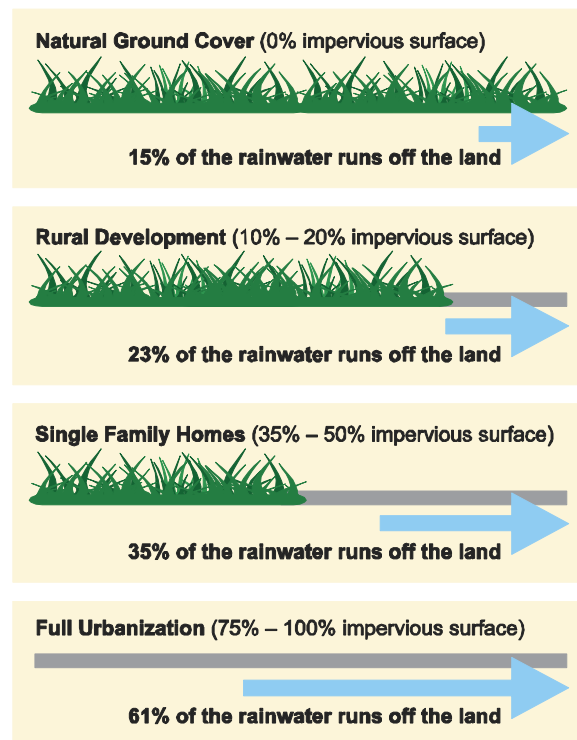 Natural Ground Cover (0% impervious surface)
15% of the rainwater runs off the land
Rural Development (10% – 20% impervious surface)
23% of the rainwater runs off the land
Single Family Homes (35% – 50% impervious surface)
35% of the rainwater runs off the land
Full Urbanization (75% – 100% impervious surface)
61% of the rainwater runs off the land